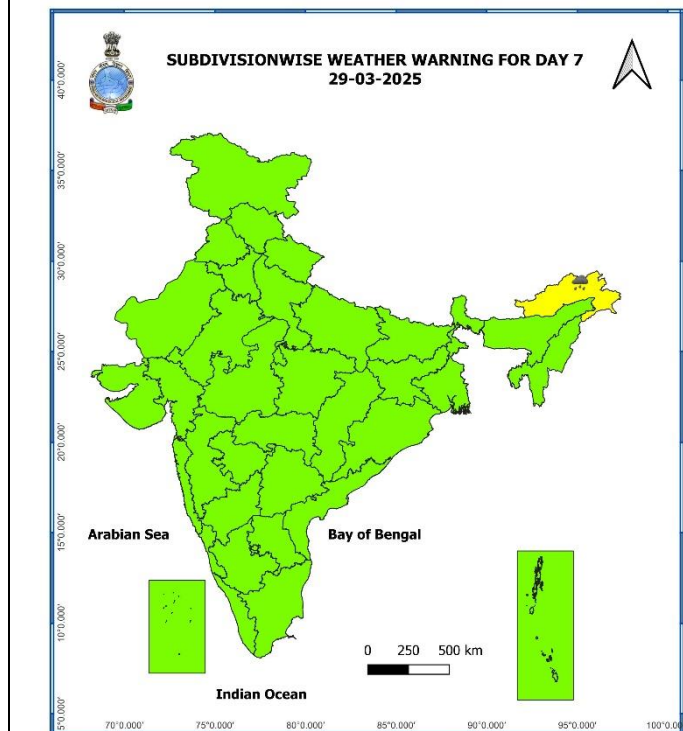 SUBDIVISIONWISE WEATHER WARNING FOR DAY 7
29-03-2025
40°0.000'
35°0.000'
30°0.000'
25°0.000'
20°0.000'
15°0.000'
10°0.000'
5°0.000'
Arabian Sea
Bay of Bengal
0 250 500 km
Indian Ocean
70°0.000' 75°0.000' 80°0.000' 85°0.000' 90°0.000' 95°0.000' 100°0.00